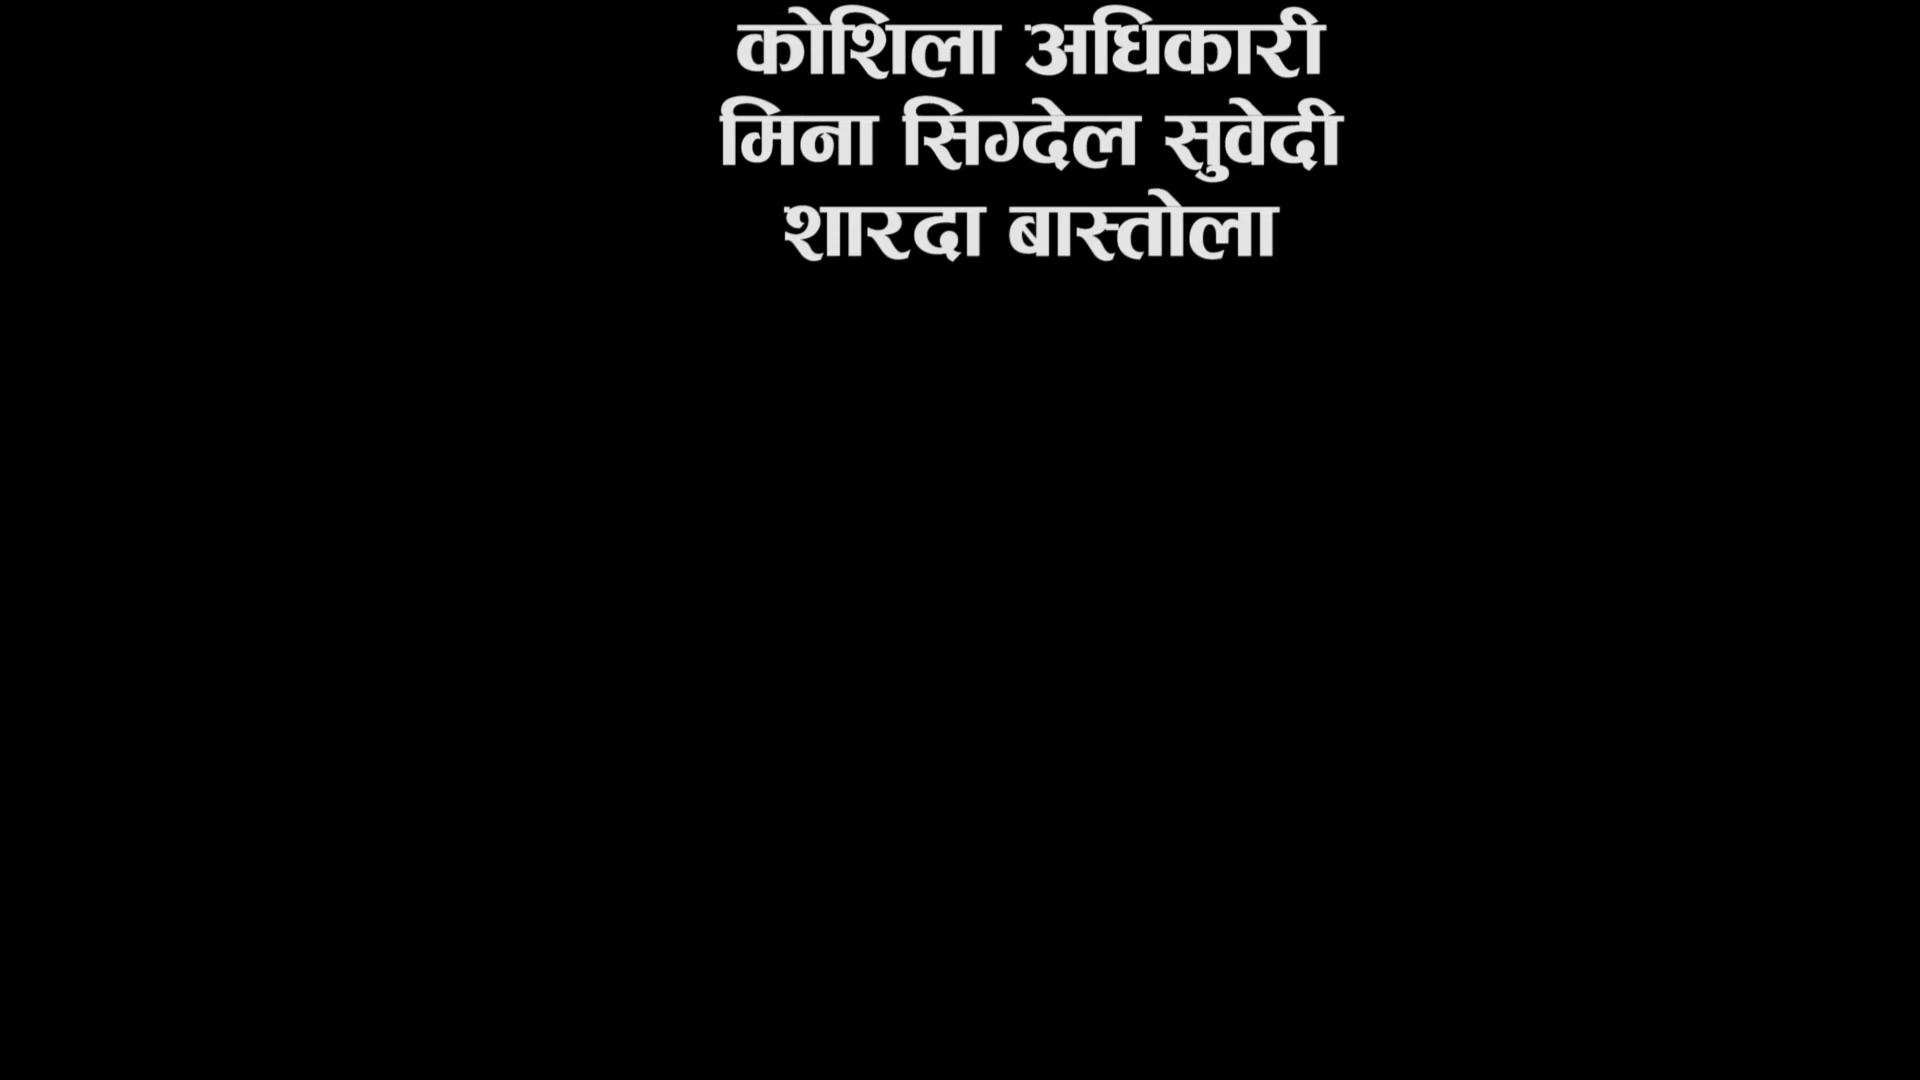 कोशिला अधिकारी
मिना सिग्देल सुवेदी
शारदा बास्तोला